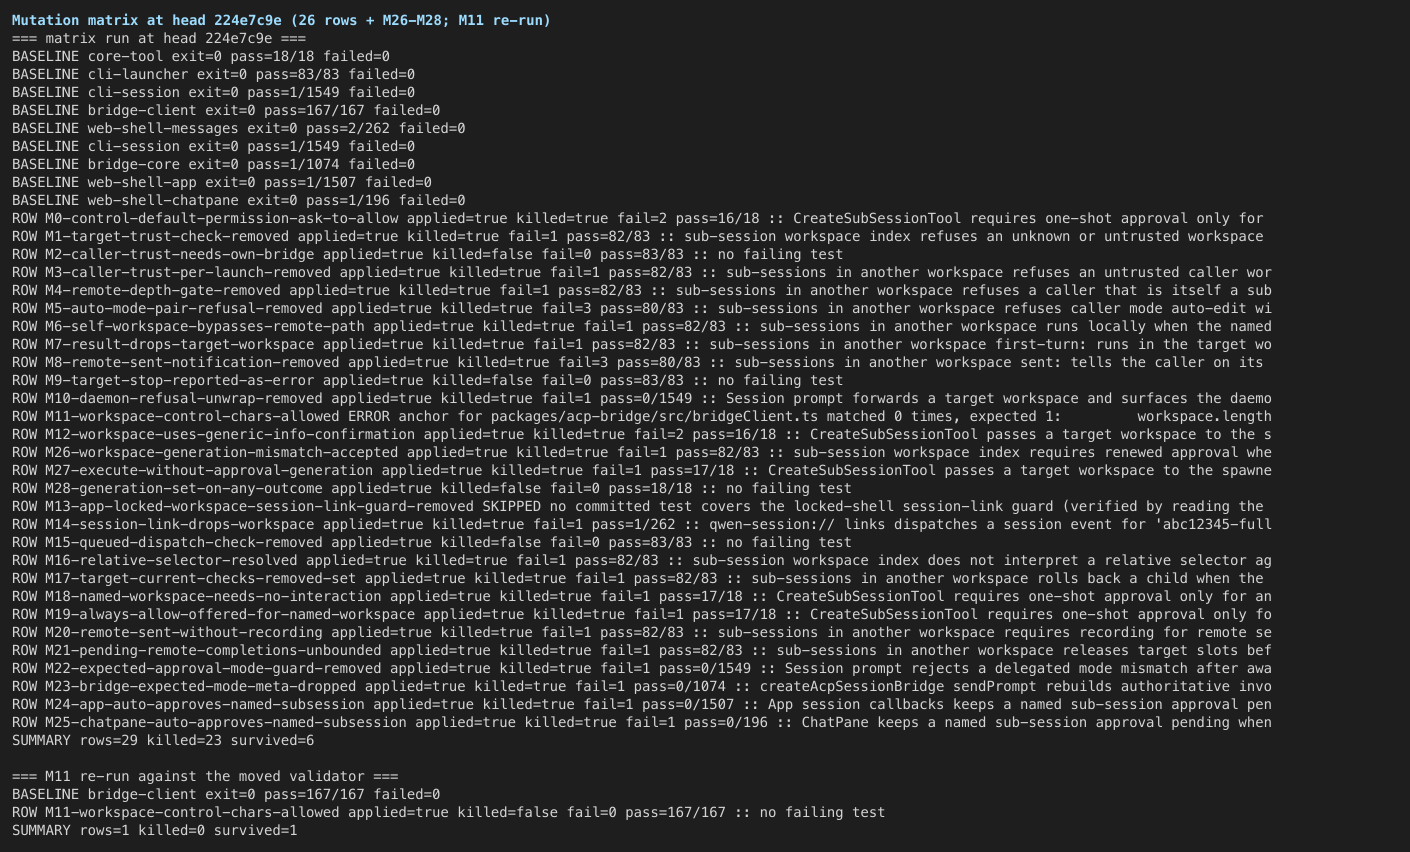 Mutation matrix at head 224e7c9e (26 rows + M26-M28; M11 re-run)
=== matrix run at head 224e7c9e ===
BASELINE core-tool exit=0 pass=18/18 failed=0
BASELINE cli-launcher exit=0 pass=83/83 failed=0
BASELINE cli-session exit=0 pass=1/1549 failed=0
BASELINE bridge-client exit=0 pass=167/167 failed=0
BASELINE web-shell-messages exit=0 pass=2/262 failed=0
BASELINE cli-session exit=0 pass=1/1549 failed=0
BASELINE bridge-core exit=0 pass=1/1074 failed=0
BASELINE web-shell-app exit=0 pass=1/1507 failed=0
BASELINE web-shell-chatpane exit=0 pass=1/196 failed=0
ROW M0-control-default-permission-ask-to-allow applied=true killed=true fail=2 pass=16/18 :: CreateSubSessionTool requires one-shot approval only for
ROW M1-target-trust-check-removed applied=true killed=true fail=1 pass=82/83 :: sub-session workspace index refuses an unknown or untrusted workspace
ROW M2-caller-trust-needs-own-bridge applied=true killed=false fail=0 pass=83/83 :: no failing test
ROW M3-caller-trust-per-launch-removed applied=true killed=true fail=1 pass=82/83 :: sub-sessions in another workspace refuses an untrusted caller wor
ROW M4-remote-depth-gate-removed applied=true killed=true fail=1 pass=82/83 :: sub-sessions in another workspace refuses a caller that is itself a sub
ROW M5-auto-mode-pair-refusal-removed applied=true killed=true fail=3 pass=80/83 :: sub-sessions in another workspace refuses caller mode auto-edit wi
ROW M6-self-workspace-bypasses-remote-path applied=true killed=true fail=1 pass=82/83 :: sub-sessions in another workspace runs locally when the named
ROW M7-result-drops-target-workspace applied=true killed=true fail=1 pass=82/83 :: sub-sessions in another workspace first-turn: runs in the target wo
ROW M8-remote-sent-notification-removed applied=true killed=true fail=3 pass=80/83 :: sub-sessions in another workspace sent: tells the caller on its
ROW M9-target-stop-reported-as-error applied=true killed=false fail=0 pass=83/83 :: no failing test
ROW M10-daemon-refusal-unwrap-removed applied=true killed=true fail=1 pass=0/1549 :: Session prompt forwards a target workspace and surfaces the daemo
ROW M11-workspace-control-chars-allowed ERROR anchor for packages/acp-bridge/src/bridgeClient.ts matched 0 times, expected 1:         workspace.length
ROW M12-workspace-uses-generic-info-confirmation applied=true killed=true fail=2 pass=16/18 :: CreateSubSessionTool passes a target workspace to the s
ROW M26-workspace-generation-mismatch-accepted applied=true killed=true fail=1 pass=82/83 :: sub-session workspace index requires renewed approval whe
ROW M27-execute-without-approval-generation applied=true killed=true fail=1 pass=17/18 :: CreateSubSessionTool passes a target workspace to the spawne
ROW M28-generation-set-on-any-outcome applied=true killed=false fail=0 pass=18/18 :: no failing test
ROW M13-app-locked-workspace-session-link-guard-removed SKIPPED no committed test covers the locked-shell session-link guard (verified by reading the
ROW M14-session-link-drops-workspace applied=true killed=true fail=1 pass=1/262 :: qwen-session:// links dispatches a session event for 'abc12345-full
ROW M15-queued-dispatch-check-removed applied=true killed=false fail=0 pass=83/83 :: no failing test
ROW M16-relative-selector-resolved applied=true killed=true fail=1 pass=82/83 :: sub-session workspace index does not interpret a relative selector ag
ROW M17-target-current-checks-removed-set applied=true killed=true fail=1 pass=82/83 :: sub-sessions in another workspace rolls back a child when the
ROW M18-named-workspace-needs-no-interaction applied=true killed=true fail=1 pass=17/18 :: CreateSubSessionTool requires one-shot approval only for an
ROW M19-always-allow-offered-for-named-workspace applied=true killed=true fail=1 pass=17/18 :: CreateSubSessionTool requires one-shot approval only fo
ROW M20-remote-sent-without-recording applied=true killed=true fail=1 pass=82/83 :: sub-sessions in another workspace requires recording for remote se
ROW M21-pending-remote-completions-unbounded applied=true killed=true fail=1 pass=82/83 :: sub-sessions in another workspace releases target slots bef
ROW M22-expected-approval-mode-guard-removed applied=true killed=true fail=1 pass=0/1549 :: Session prompt rejects a delegated mode mismatch after awa
ROW M23-bridge-expected-mode-meta-dropped applied=true killed=true fail=1 pass=0/1074 :: createAcpSessionBridge sendPrompt rebuilds authoritative invo
ROW M24-app-auto-approves-named-subsession applied=true killed=true fail=1 pass=0/1507 :: App session callbacks keeps a named sub-session approval pen
ROW M25-chatpane-auto-approves-named-subsession applied=true killed=true fail=1 pass=0/196 :: ChatPane keeps a named sub-session approval pending when
SUMMARY rows=29 killed=23 survived=6

=== M11 re-run against the moved validator ===
BASELINE bridge-client exit=0 pass=167/167 failed=0
ROW M11-workspace-control-chars-allowed applied=true killed=false fail=0 pass=167/167 :: no failing test
SUMMARY rows=1 killed=0 survived=1